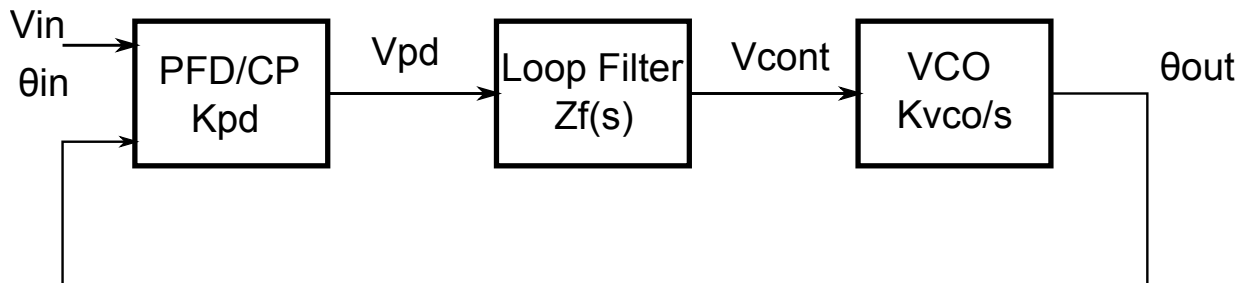 Vin
θin
PFD/CP
Kpd
Vpd
Loop Filter
Zf(s)
Vcont
VCO
Kvco/s
θout